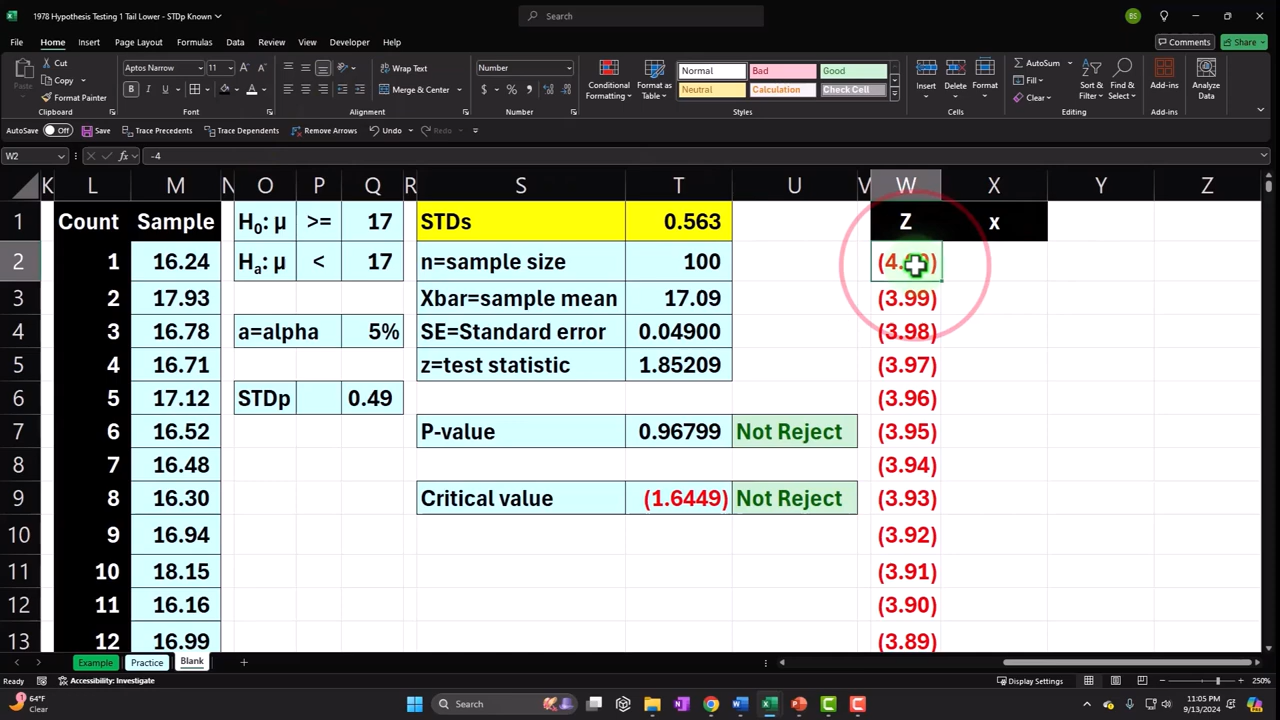 1978 Hypothesis Testing 1 Tail Lower - STDp Known
Search
BS
File Home Insert Page Layout Formulas Data Review View Developer Help
Comments Share
Paste
Cut
Copy
Format Painter
Clipboard
Aptos Narrow 11
B I
Font
Wrap Text
Merge & Center
Alignment
Number
$ % ,
Number
Conditional Formatting
Format as Table
Normal Bad Good
Neutral Calculation Check Cell
Styles
Insert Delete Format
Cells
AutoSum
Fill
Clear
Sort & Filter
Find & Select
Editing
Add-ins
Add-ins
Analyze Data
AutoSave Off Save Trace Precedents Trace Dependents Remove Arrows Undo Redo
W2 fx -4
K L M N O P Q R S T U V W X Y Z
1 Count Sample H0: μ >= 17 STDs 0.563 Z x
2 1 16.24 Ha: μ < 17 n=sample size 100
3 2 17.93 Xbar=sample mean 17.09 (3.99)
4 3 16.78 a=alpha 5% SE=Standard error 0.04900 (3.98)
5 4 16.71 z=test statistic 1.85209 (3.97)
6 5 17.12 STDp 0.49 (3.96)
7 6 16.52 P-value 0.96799 Not Reject (3.95)
8 7 16.48 (3.94)
9 8 16.30 Critical value (1.6449) Not Reject (3.93)
10 9 16.94 (3.92)
11 10 18.15 (3.91)
12 11 16.16 (3.90)
13 12 16.99 (3.89)
Example Practice Blank
Ready Accessibility: Investigate Display Settings 250%
64°F
Clear
Search
11:05 PM
9/13/2024